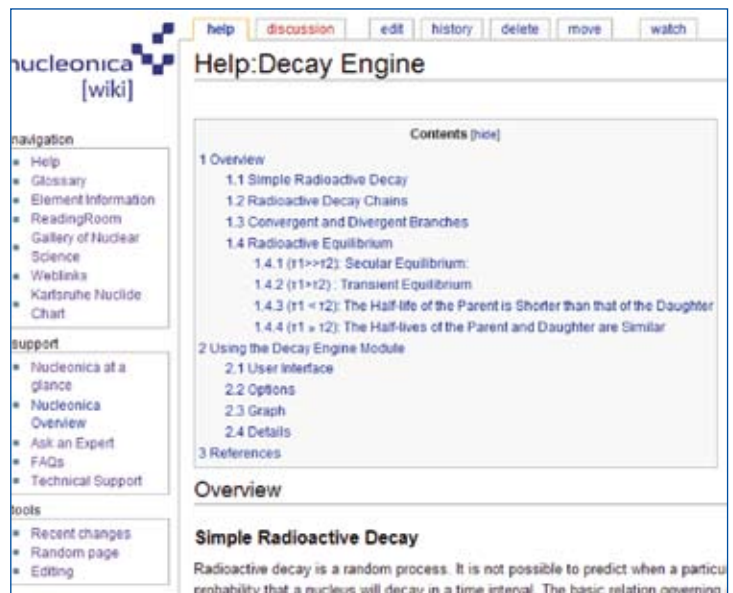 nucleonica
[wiki]
help discussion edit history delete move watch
Help:Decay Engine
navigation
Help
Glossary
Element Information
ReadingRoom
Gallery of Nuclear
Science
Weblinks
Karlsruhe Nuclide
Chart
support
Nucleonica at a
glance
Nucleonica
Overview
Ask an Expert
FAQs
Technical Support
tools
Recent changes
Random page
Editing
Contents [hide]
1 Overview
1.1 Simple Radioactive Decay
1.2 Radioactive Decay Chains
1.3 Convergent and Divergent Branches
1.4 Radioactive Equilibrium
1.4.1 (τ1>>τ2): Secular Equilibrium:
1.4.2 (τ1>τ2) : Transient Equilibrium
1.4.3 (τ1 < τ2): The Half-life of the Parent is Shorter than that of the Daughter
1.4.4 (τ1 ≈ τ2): The Half-lives of the Parent and Daughter are Similar
2 Using the Decay Engine Module
2.1 User Interface
2.2 Options
2.3 Graph
2.4 Details
3 References
Overview
Simple Radioactive Decay
Radioactive decay is a random process. It is not possible to predict when a particu
probability that a nucleus will decay in a time interval. The basic relation governing